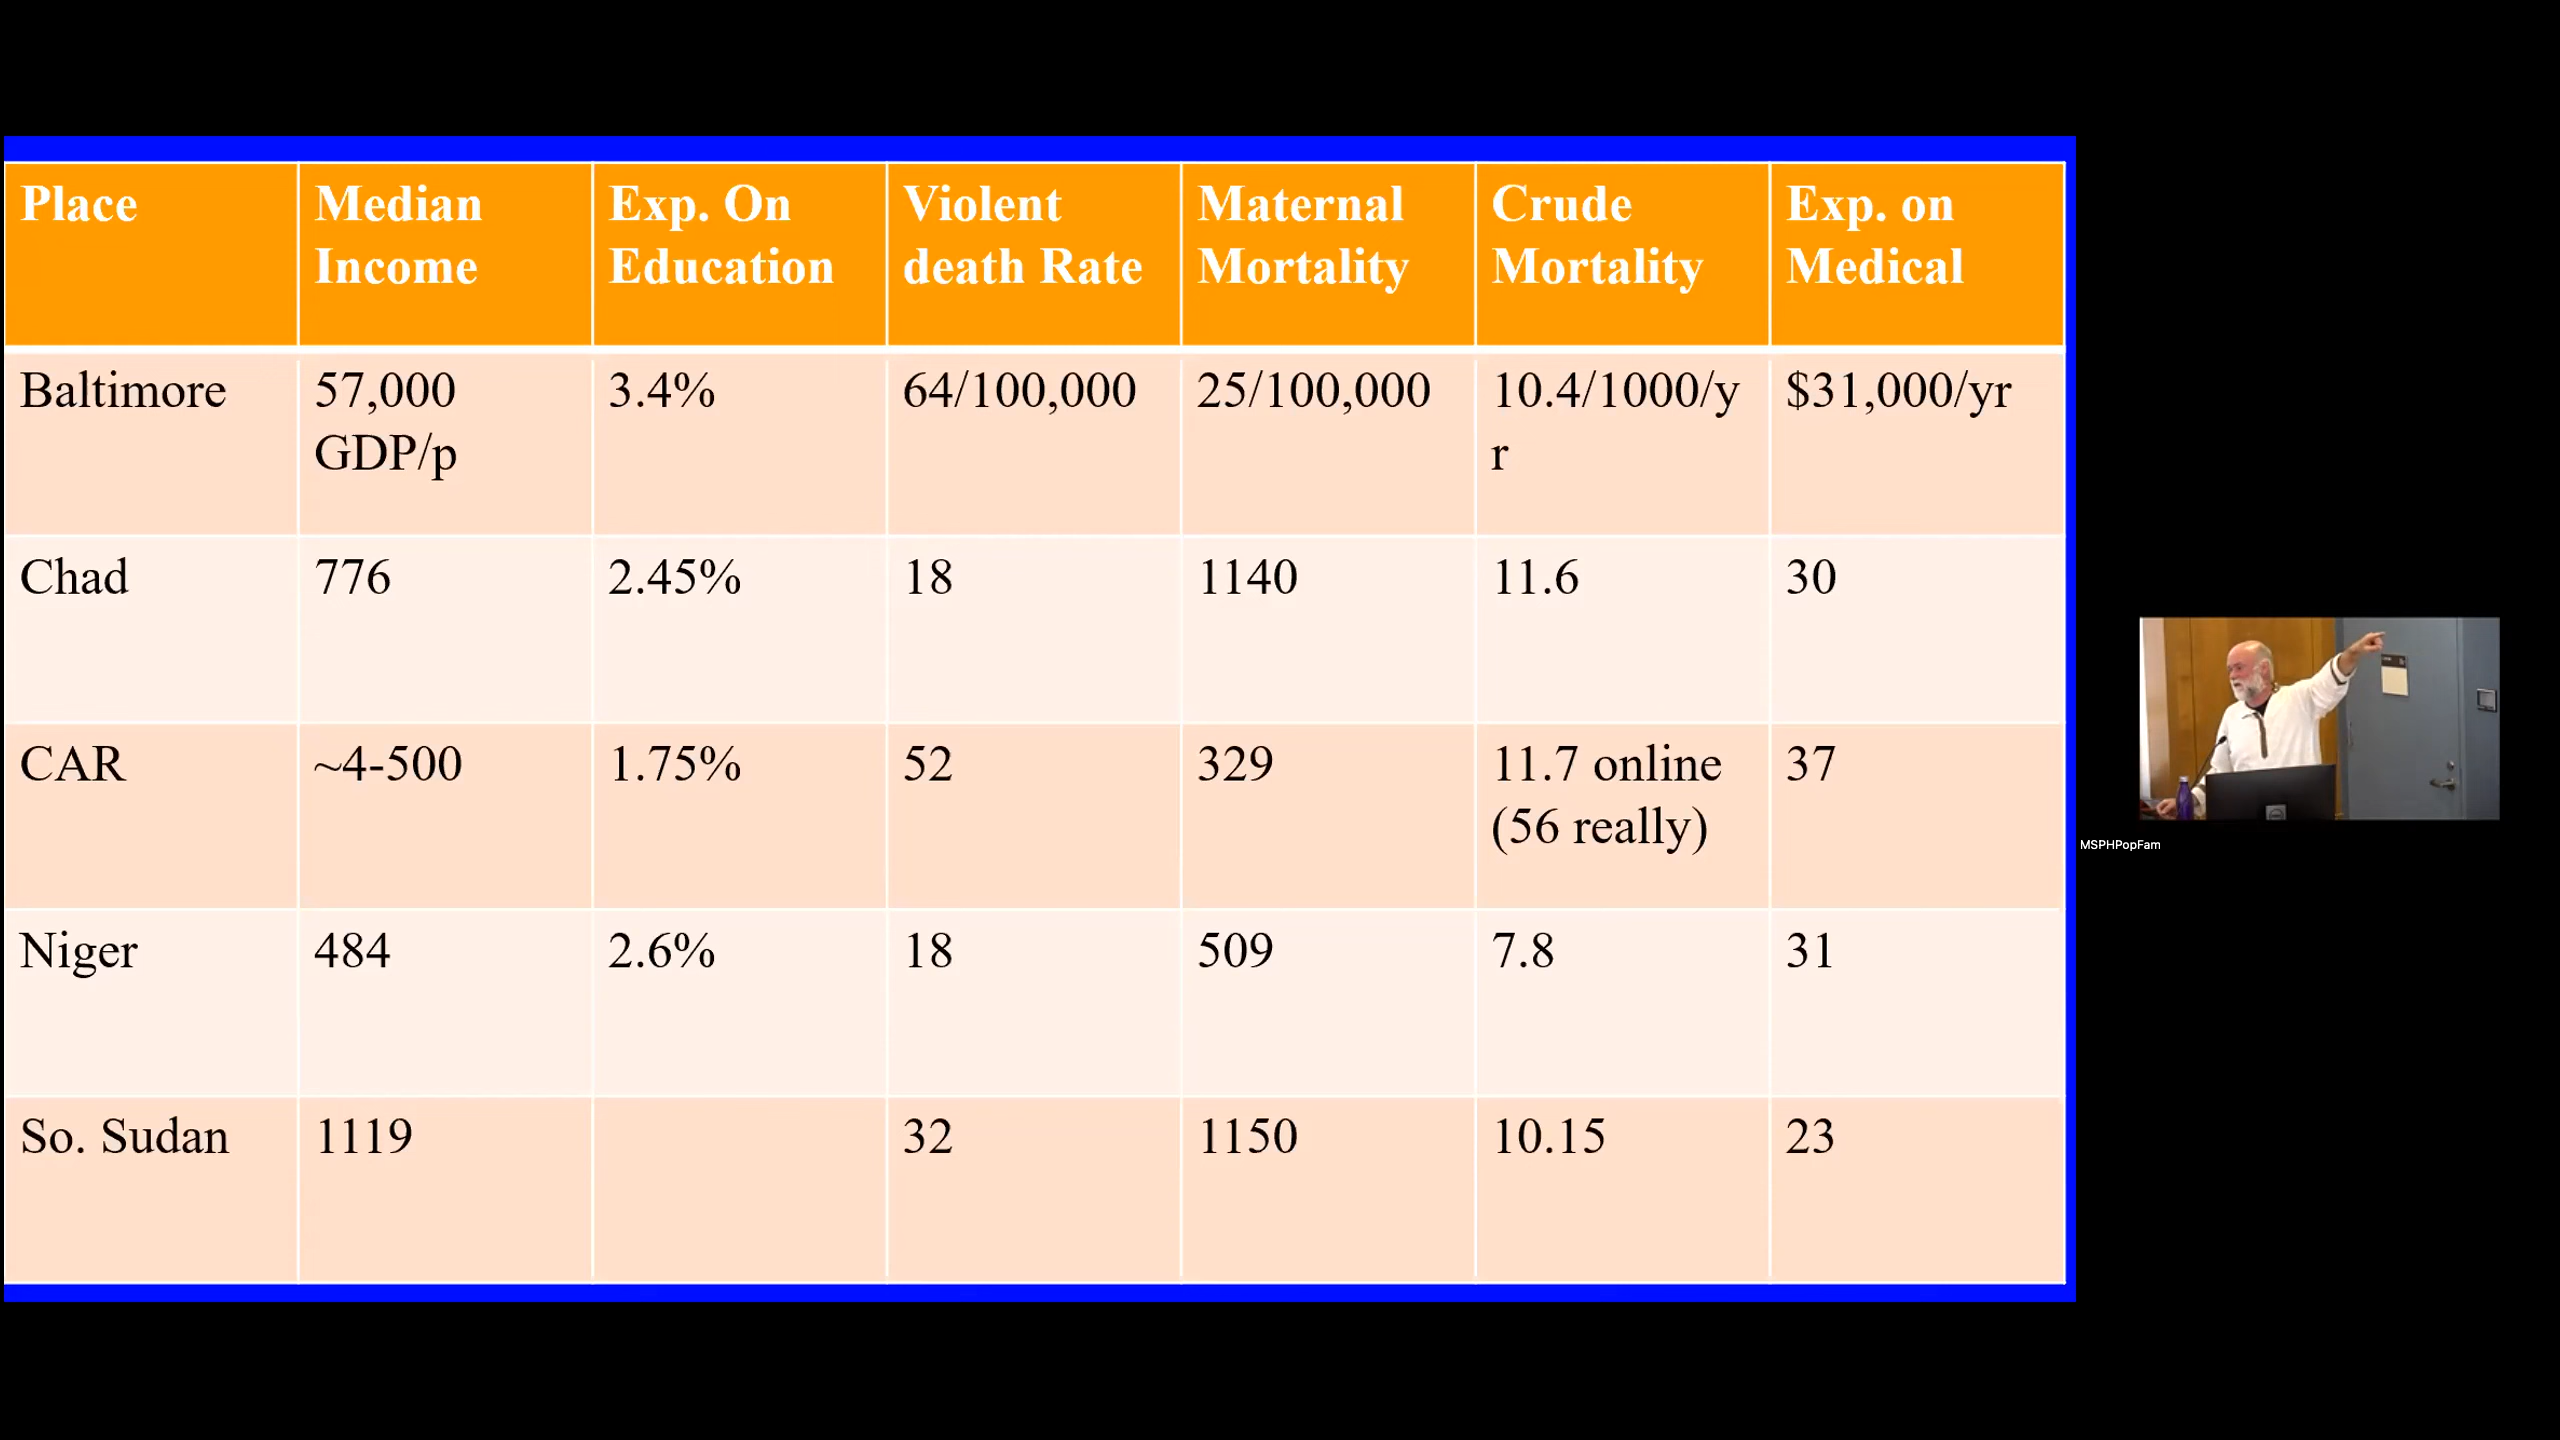 Place Median Income Exp. On Education Violent death Rate Maternal Mortality Crude Mortality Exp. on Medical
Baltimore 57,000 GDP/p 3.4% 64/100,000 25/100,000 10.4/1000/yr $31,000/yr
Chad 776 2.45% 18 1140 11.6 30
CAR ~4-500 1.75% 52 329 11.7 online (56 really) 37
Niger 484 2.6% 18 509 7.8 31
So. Sudan 1119 32 1150 10.15 23
MSPHPopFam